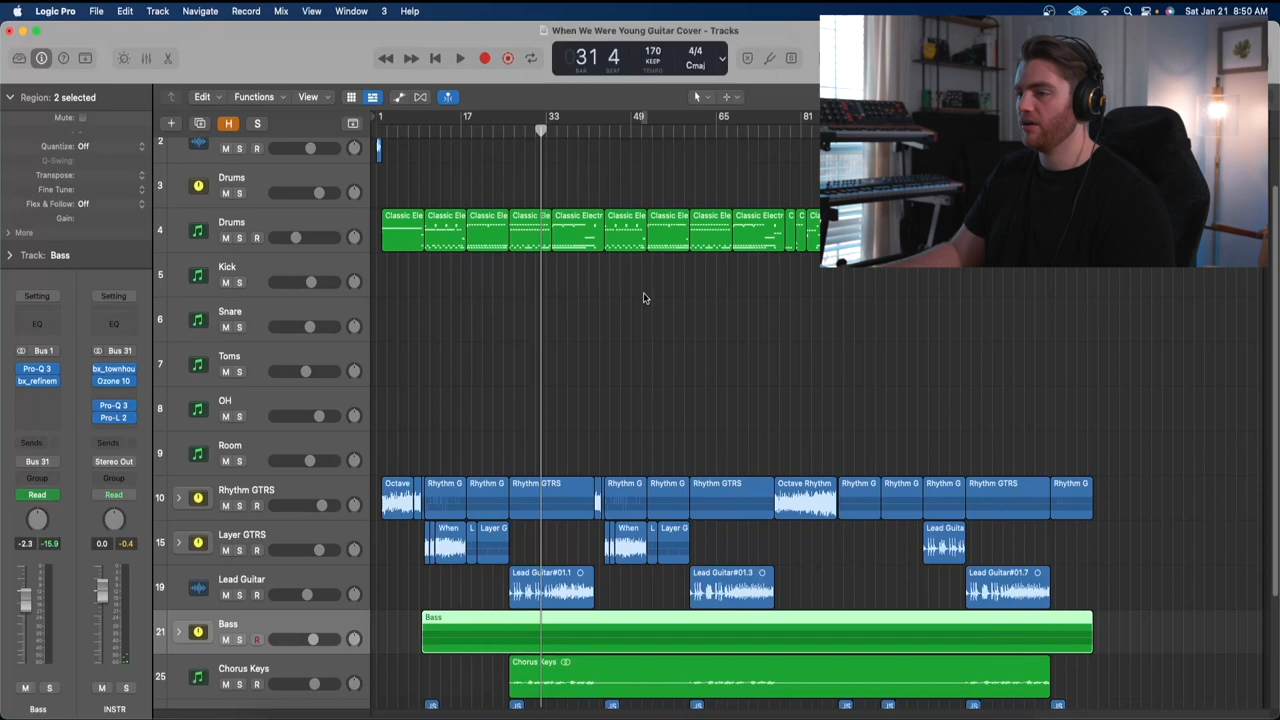 Logic Pro File Edit Track Navigate Record Mix View Window 3 Help Sat Jan 21 8:50 AM
When We Were Young Guitar Cover - Tracks
31 4 170 KEEP 4/4 Cmaj
BAR BEAT TEMPO
Region: 2 selected
Edit Functions View
Mute:
Quantize: Off
Q-Swing:
Transpose:
Fine Tune:
Flex & Follow: Off
Gain:
More
Track: Bass
H S
1 17 33 49 65 81
2 M S R
3 Drums
M S
4 Drums
M S
Classic Ele Classic Ele Classic Ele Classic Ele Classic Electr Classic Ele Classic Ele Classic Ele Classic Electr C C Cla
5 Kick
M S
6 Snare
M S
7 Toms
M S
8 OH
M S
9 Room
M S
10 Rhythm GTRS
M S R
Octave Rhythm G Rhythm G Rhythm GTRS Rhythm G Rhythm G Rhythm GTRS Octave Rhythm Rhythm G Rhythm G Rhythm G Rhythm GTRS Rhythm G
15 Layer GTRS
M S R
When L Layer G When L Layer G Lead Guita
19 Lead Guitar
M S R
Lead Guitar#01.1 Lead Guitar#01.3 Lead Guitar#01.7
21 Bass
M S R
Bass
25 Chorus Keys
M S R
Chorus Keys
Setting Setting
EQ EQ
Bus 1 Bus 31
Pro-Q 3 bx_townhou
bx_refinem Ozone 10
Pro-Q 3
Pro-L 2
Sends Sends
Bus 31 Stereo Out
Group Group
Read Read
-2.3 -15.9 0.0 -0.4
M S M S
Bass INSTR